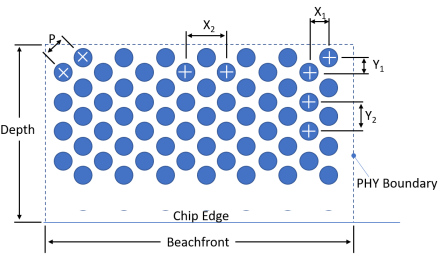 X₁
X₂
P
Y₁
Depth
Y₂
PHY Boundary
Chip Edge
Beachfront